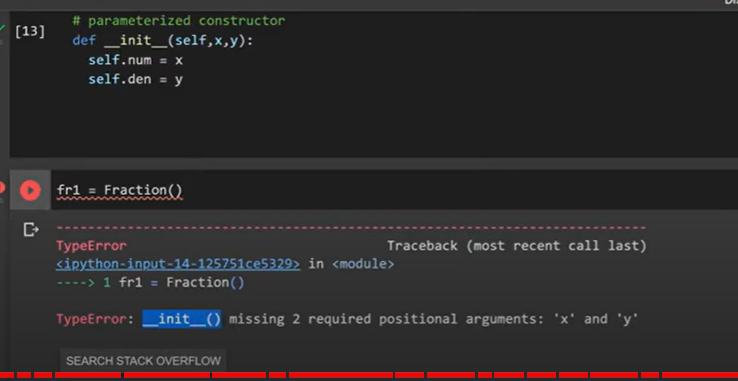 [13]
# parameterized constructor
def __init__(self,x,y):
self.num = x
self.den = y
fr1 = Fraction()
---------------------------------------------------------------------------
TypeError Traceback (most recent call last)
<ipython-input-14-125751ce5329> in <module>
----> 1 fr1 = Fraction()
TypeError: __init__() missing 2 required positional arguments: 'x' and 'y'
SEARCH STACK OVERFLOW